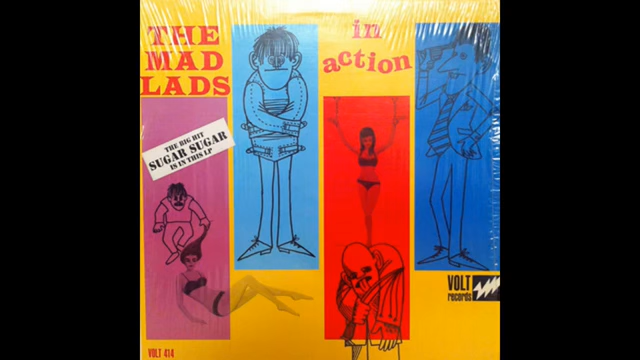 THE
MAD
LADS
in
action
THE BIG HIT
SUGAR SUGAR
IS IN THIS LP
VOLT
records
VOLT 414